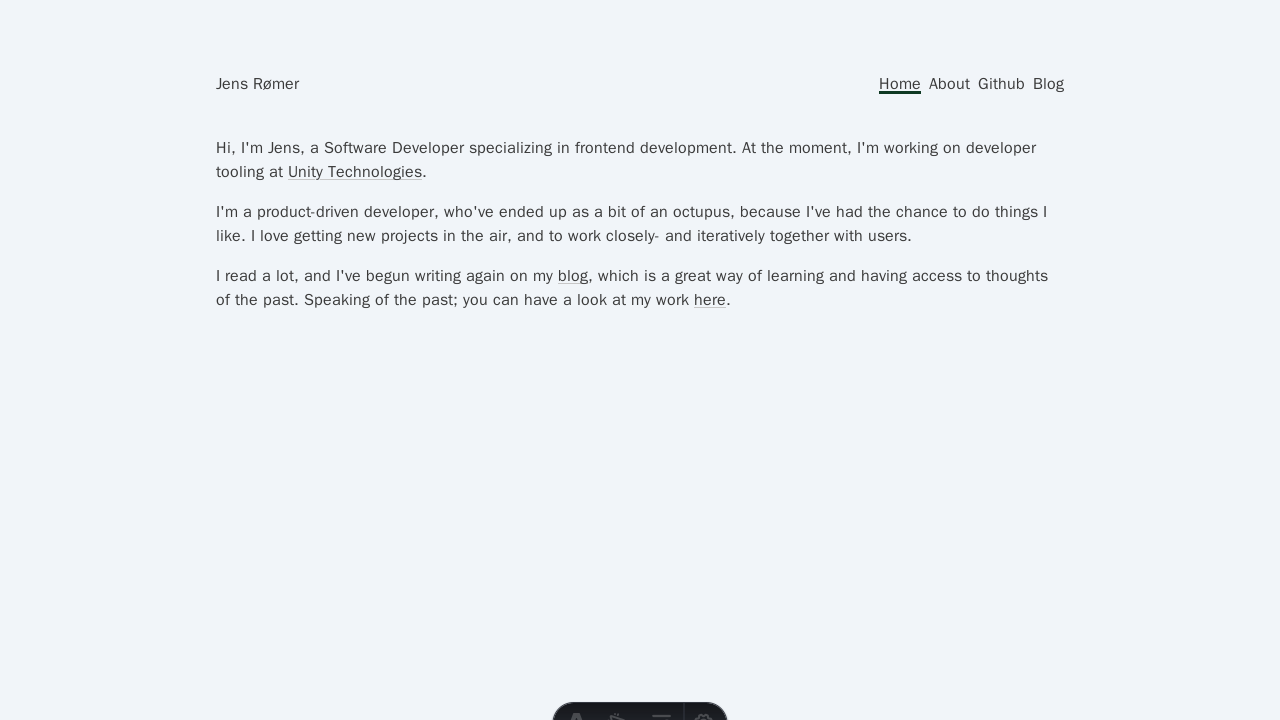 Jens Rømer
Home About Github Blog
Hi, I'm Jens, a Software Developer specializing in frontend development. At the moment, I'm working on developer
tooling at Unity Technologies.
I'm a product-driven developer, who've ended up as a bit of an octupus, because I've had the chance to do things I
like. I love getting new projects in the air, and to work closely- and iteratively together with users.
I read a lot, and I've begun writing again on my blog, which is a great way of learning and having access to thoughts
of the past. Speaking of the past; you can have a look at my work here.